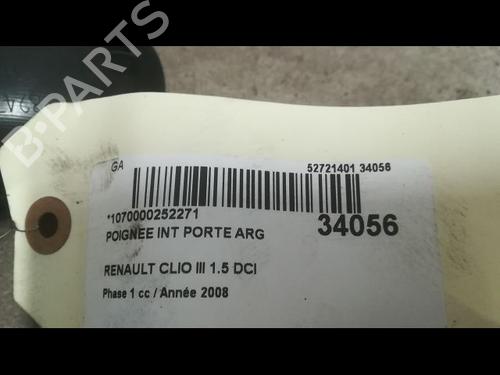 GA
52721401 34056
*1070000252271
34056
POIGNEE INT PORTE ARG
RENAULT CLIO III 1.5 DCI
Phase 1 cc / Année 2008